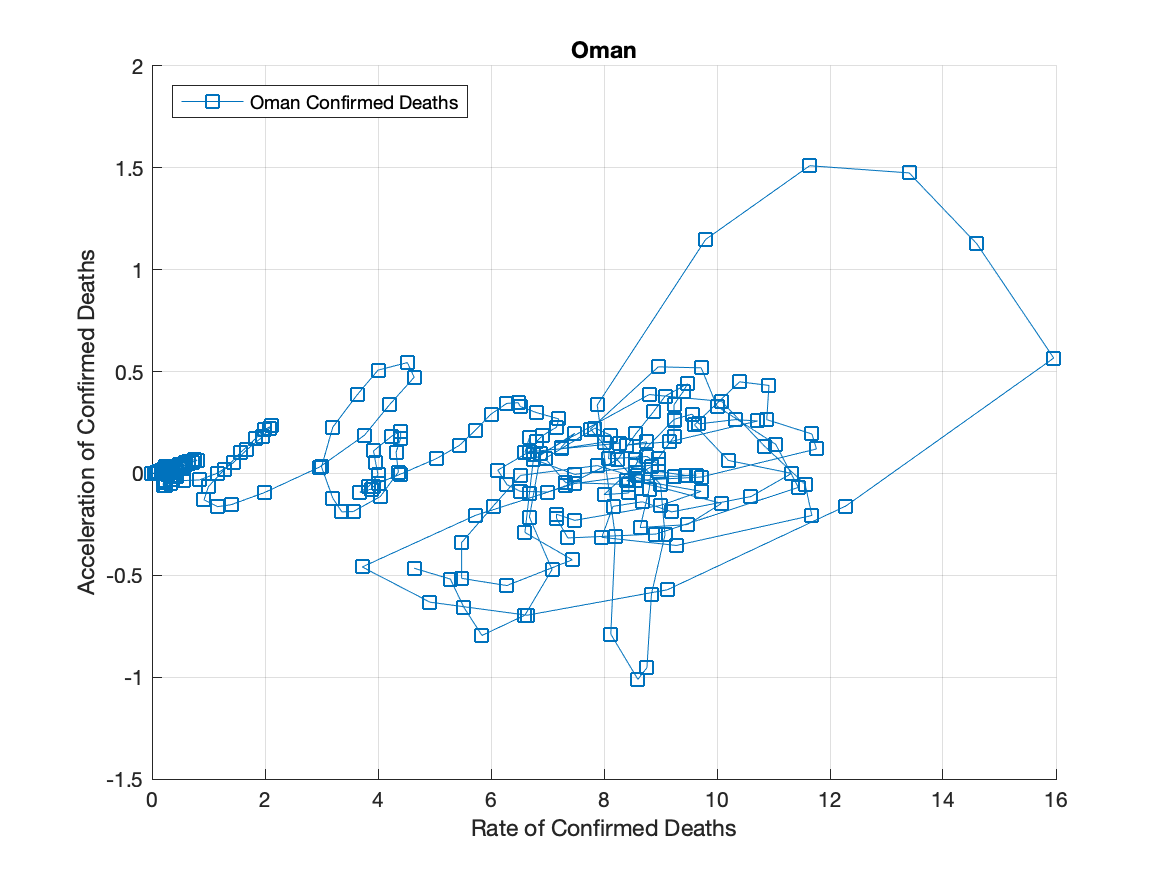 Oman
Oman Confirmed Deaths
2
1.5
1
0.5
0
-0.5
-1
-1.5
Acceleration of Confirmed Deaths
0 2 4 6 8 10 12 14 16
Rate of Confirmed Deaths